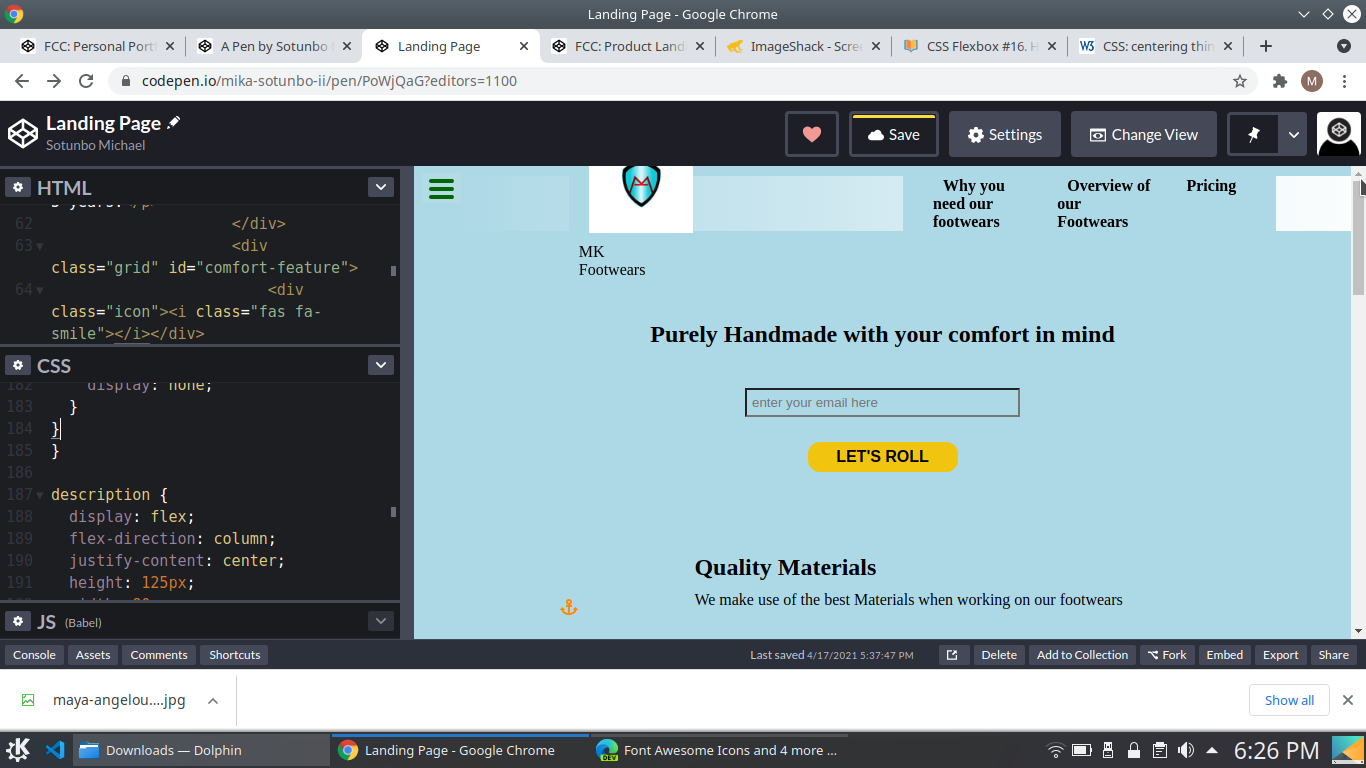 Landing Page - Google Chrome
FCC: Personal Port
A Pen by Sotunbo
Landing Page
FCC: Product Land
ImageShack - Scre
CSS Flexbox #16. H
W3 CSS: centering thin
codepen.io/mika-sotunbo-ii/pen/PoWjQaG?editors=1100
M
Landing Page
Sotunbo Michael
Save
Settings
Change View
HTML
62 </div>
63 <div
class="grid" id="comfort-feature">
64 <div
class="icon"><i class="fas fa-
smile"></i></div>
CSS
182 display: none;
183 }
184 }
185 }
186
187 description {
188 display: flex;
189 flex-direction: column;
190 justify-content: center;
191 height: 125px;
JS (Babel)
Why you
need our
footwears
Overview of
our
Footwears
Pricing
MK
Footwears
Purely Handmade with your comfort in mind
enter your email here
LET'S ROLL
Quality Materials
We make use of the best Materials when working on our footwears
Console
Assets
Comments
Shortcuts
Last saved 4/17/2021 5:37:47 PM
Delete
Add to Collection
Fork
Embed
Export
Share
maya-angelou....jpg
Show all
Downloads — Dolphin
Landing Page - Google Chrome
DEV
Font Awesome Icons and 4 more ...
6:26 PM